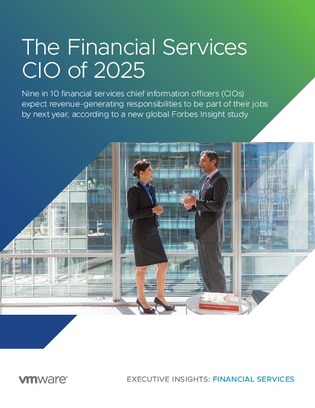 The Financial Services
CIO of 2025
Nine in 10 financial services chief information officers (CIOs)
expect revenue-generating responsibilities to be part of their jobs
by next year, according to a new global Forbes Insight study
vmware®
EXECUTIVE INSIGHTS: FINANCIAL SERVICES